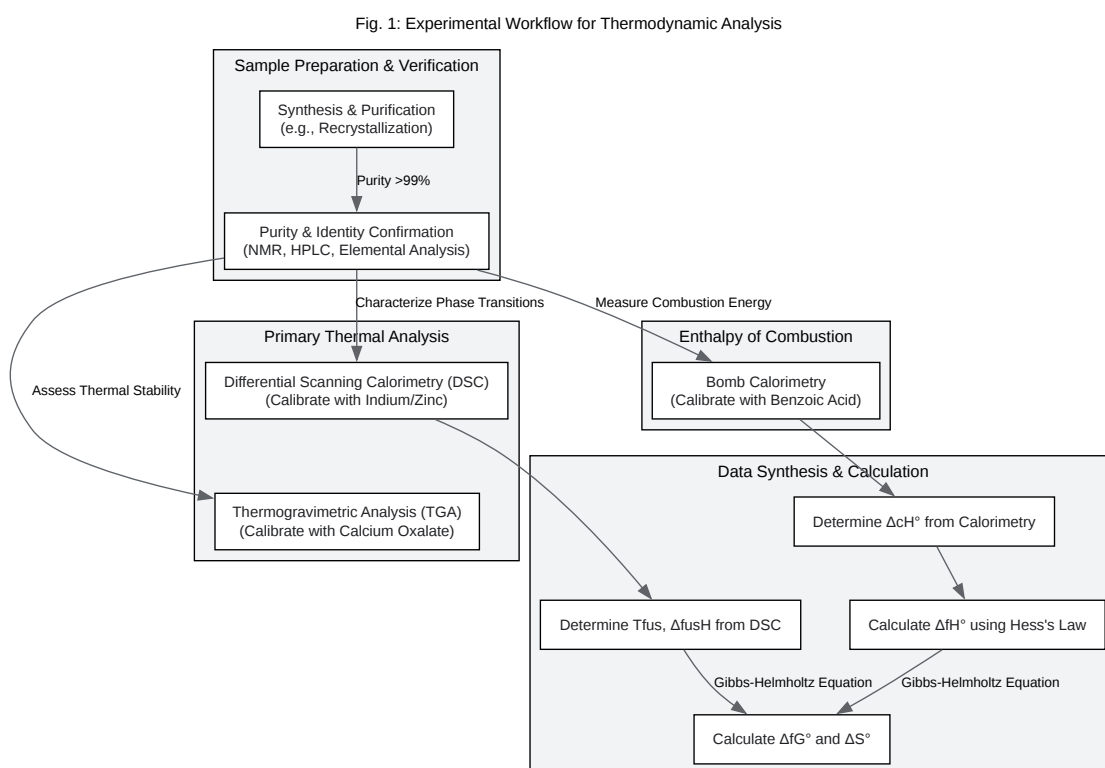 Fig. 1: Experimental Workflow for Thermodynamic Analysis
Sample Preparation & Verification
Synthesis & Purification
(e.g., Recrystallization)
Purity >99%
Purity & Identity Confirmation
(NMR, HPLC, Elemental Analysis)
Characterize Phase Transitions
Measure Combustion Energy
Primary Thermal Analysis
Enthalpy of Combustion
Differential Scanning Calorimetry (DSC)
(Calibrate with Indium/Zinc)
Bomb Calorimetry
(Calibrate with Benzoic Acid)
Assess Thermal Stability
Data Synthesis & Calculation
Thermogravimetric Analysis (TGA)
(Calibrate with Calcium Oxalate)
Determine ΔcH° from Calorimetry
Determine Tfus, ΔfusH from DSC
Calculate ΔfH° using Hess's Law
Gibbs-Helmholtz Equation
Gibbs-Helmholtz Equation
Calculate ΔfG° and ΔS°